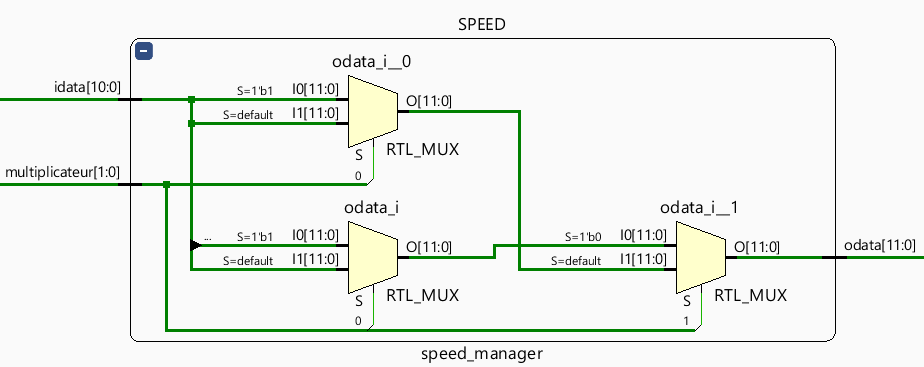 SPEED
odata_i__0
idata[10:0]
S=1'b1
I0[11:0]
O[11:0]
S=default
I1[11:0]
S
RTL_MUX
0
multiplicateur[1:0]
odata_i
odata_i__1
...
S=1'b1
I0[11:0]
O[11:0]
S=default
I1[11:0]
S
RTL_MUX
0
S=1'b0
I0[11:0]
O[11:0]
odata[11:0]
S=default
I1[11:0]
S
RTL_MUX
1
speed_manager